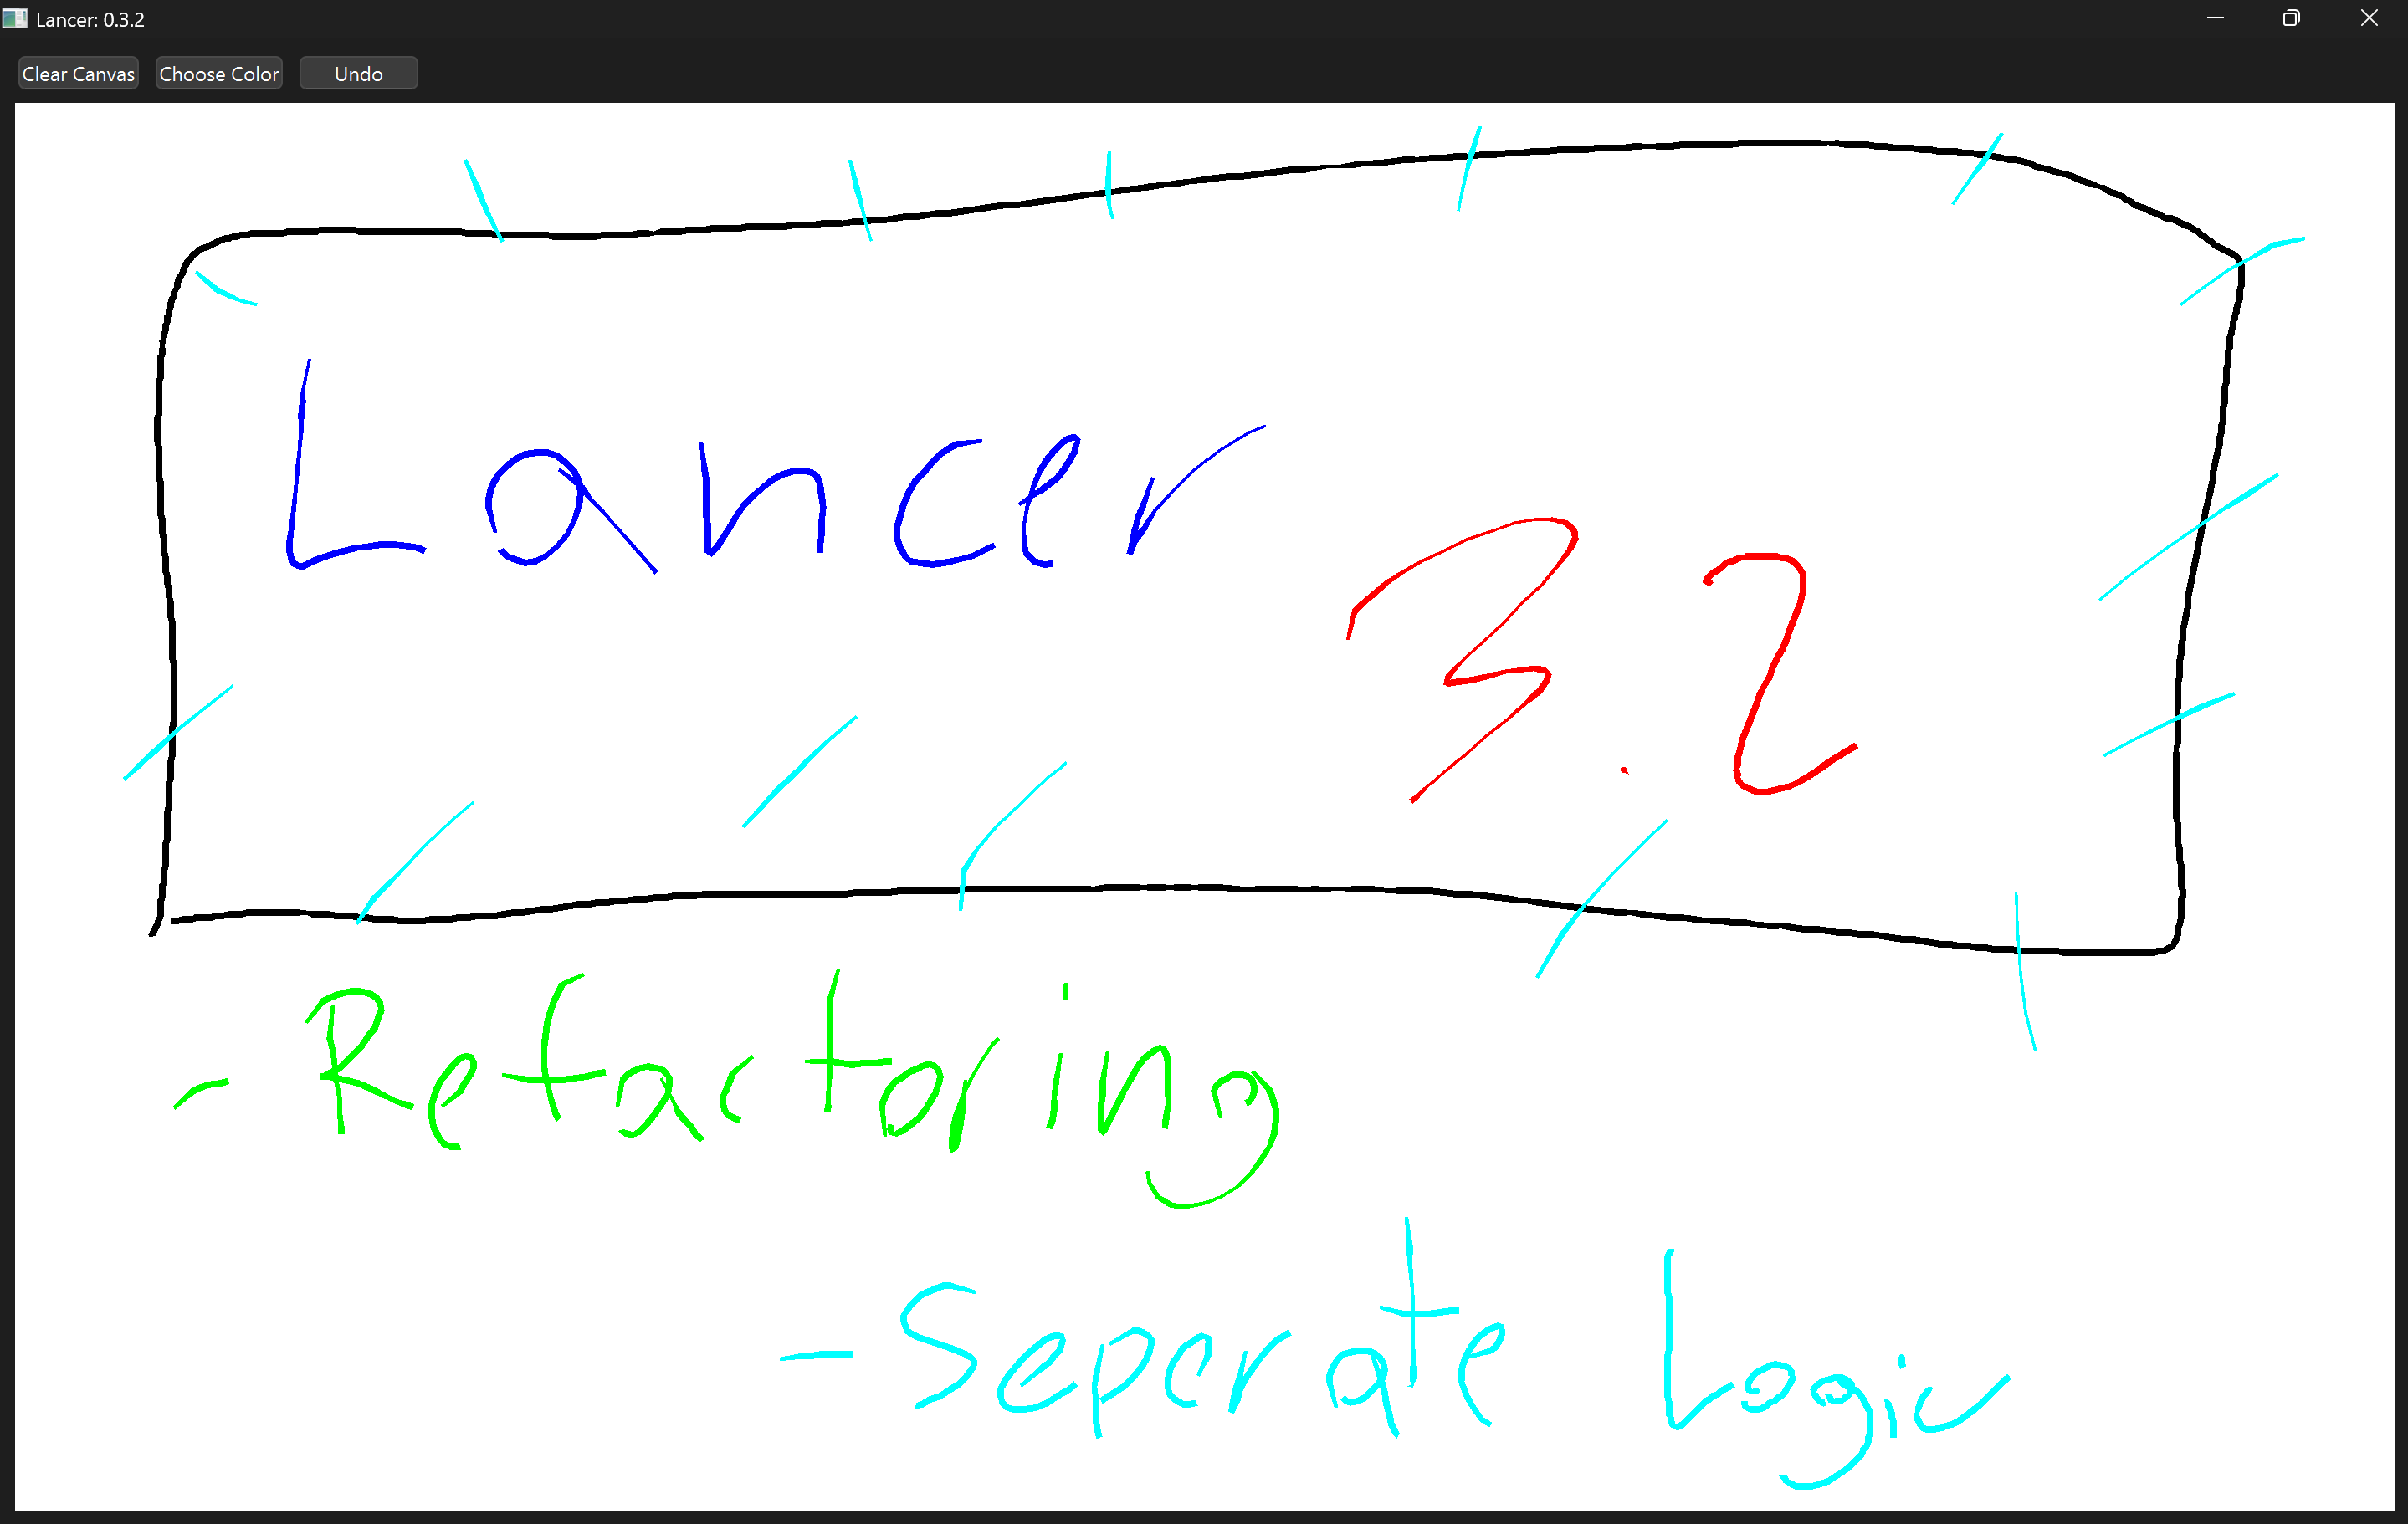 Lancer: 0.3.2
Clear Canvas Choose Color Undo
Lancer
3.2
- Refactoring
- Seperate Logic